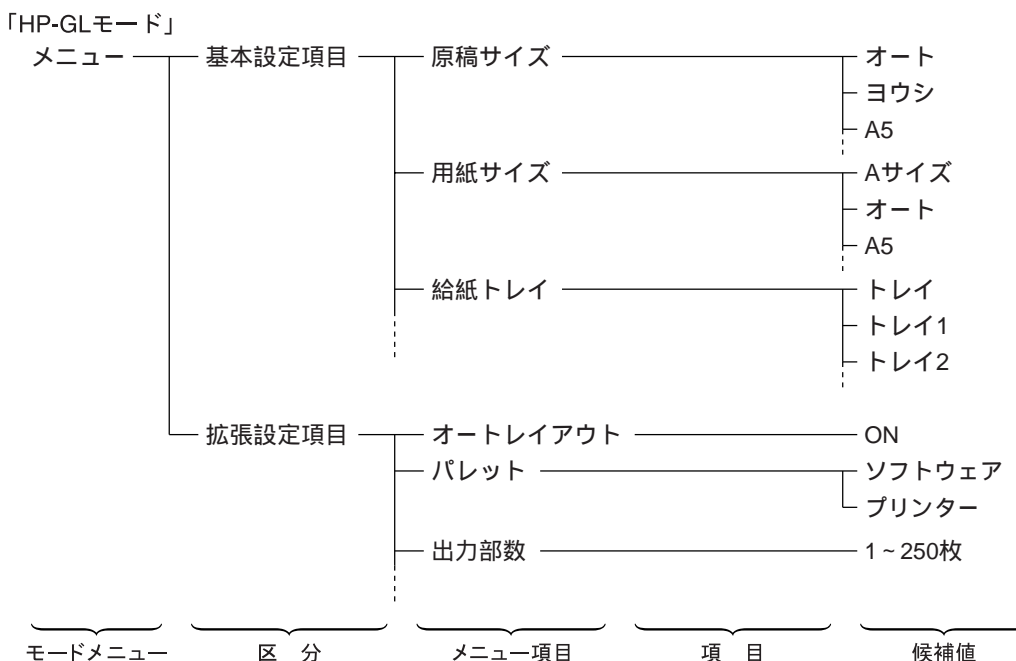 「HP-GLモード」
メニュー 基本設定項目 原稿サイズ オート
ヨウシ
A5
用紙サイズ Aサイズ
オート
A5
給紙トレイ トレイ
トレイ1
トレイ2
拡張設定項目 オートレイアウト ON
パレット ソフトウェア
プリンター
出力部数 1~250枚
モードメニュー 区 分 メニュー項目 項 目 候補値